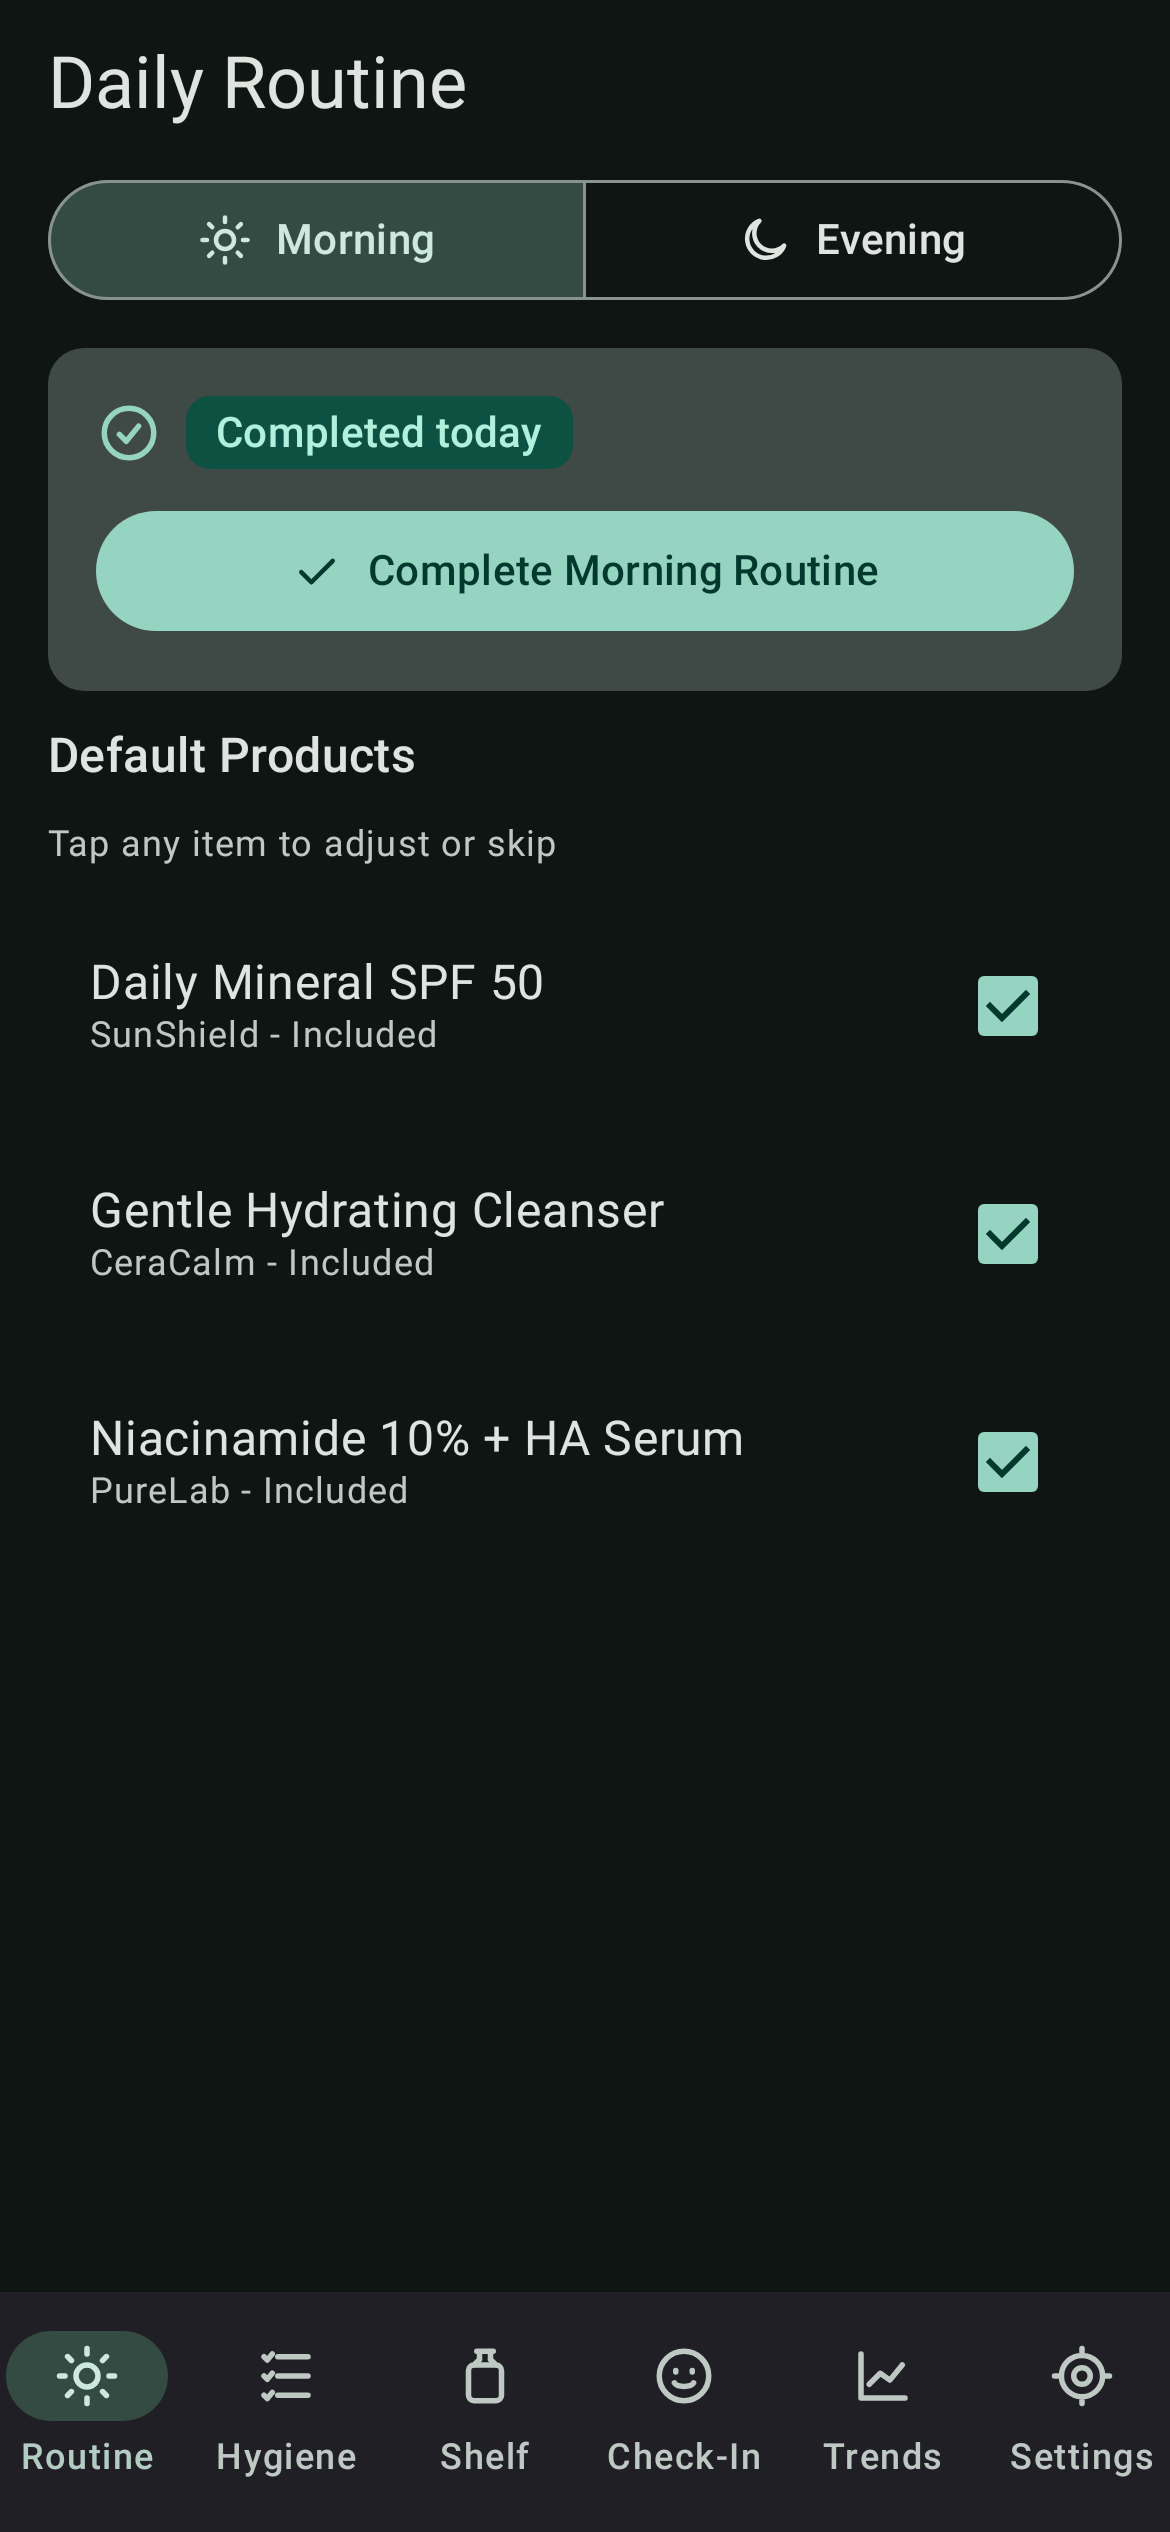 Daily Routine
Morning
Evening
Completed today
Complete Morning Routine
Default Products
Tap any item to adjust or skip
Daily Mineral SPF 50
SunShield - Included
Gentle Hydrating Cleanser
CeraCalm - Included
Niacinamide 10% + HA Serum
PureLab - Included
Routine
Hygiene
Shelf
Check-In
Trends
Settings